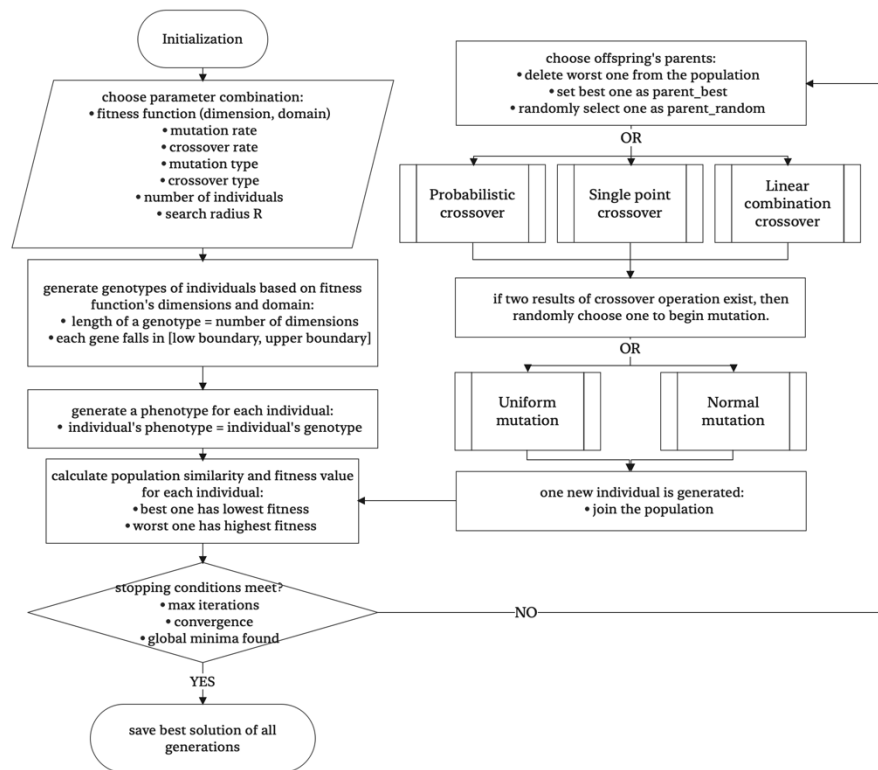 Initialization
choose parameter combination:
• fitness function (dimension, domain)
• mutation rate
• crossover rate
• mutation type
• crossover type
• number of individuals
• search radius R
generate genotypes of individuals based on fitness
function's dimensions and domain:
• length of a genotype = number of dimensions
• each gene falls in [low boundary, upper boundary]
generate a phenotype for each individual:
• individual's phenotype = individual's genotype
calculate population similarity and fitness value
for each individual:
• best one has lowest fitness
• worst one has highest fitness
stopping conditions meet?
• max iterations
• convergence
• global minima found
NO
YES
save best solution of all
generations
choose offspring's parents:
• delete worst one from the population
• set best one as parent_best
• randomly select one as parent_random
OR
Probabilistic
crossover
Single point
crossover
Linear
combination
crossover
if two results of crossover operation exist, then
randomly choose one to begin mutation.
OR
Uniform
mutation
Normal
mutation
one new individual is generated:
• join the population